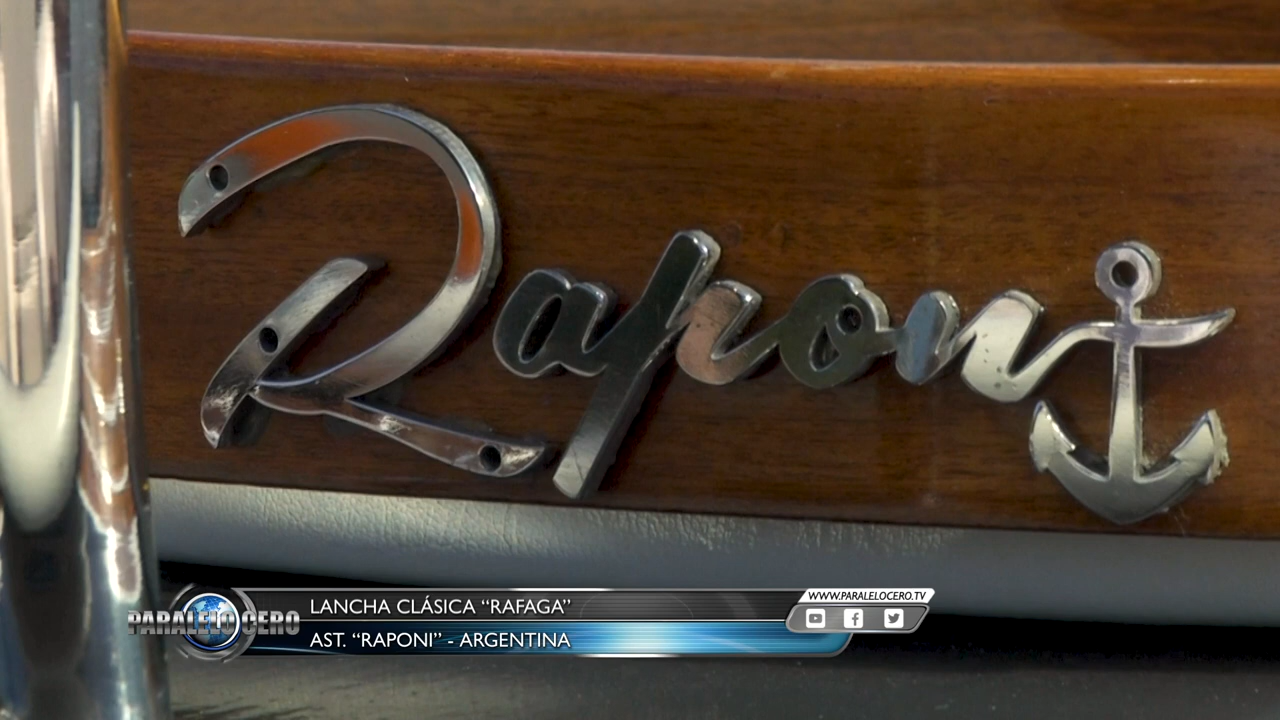 Raponi
LANCHA CLÁSICA “RAFAGA”
WWW.PARALELOCERO.TV
PARALELO CERO
AST. “RAPONI” - ARGENTINA